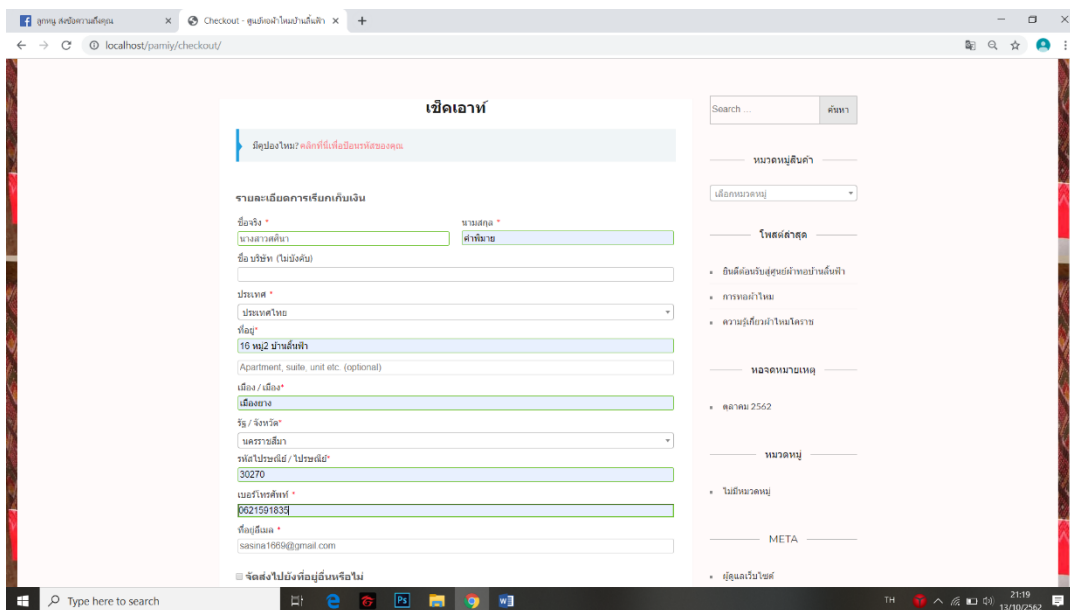 ลูกหนู ส่งข้อความถึงคุณ
Checkout - ศูนย์ทอผ้าไหมบ้านลิ้นฟ้า
localhost/pamiy/checkout/
เช็คเอาท์
มีคูปองไหม? คลิกที่นี่เพื่อป้อนรหัสของคุณ
รายละเอียดการเรียกเก็บเงิน
ชื่อจริง *
นามสกุล *
คำพิมาย
ชื่อ บริษัท (ไม่บังคับ)
ประเทศ *
ประเทศไทย
ที่อยู่*
16 หมู่2 บ้านลิ้นฟ้า
Apartment, suite, unit etc. (optional)
เมือง / เมือง*
เมืองยาง
รัฐ / จังหวัด*
นครราชสีมา
รหัสไปรษณีย์ / ไปรษณีย์*
30270
เบอร์โทรศัพท์ *
0621591835
ที่อยู่อีเมล *
sasina1669@gmail.com
จัดส่งไปยังที่อยู่อื่นหรือไม่
Search ...
ค้นหา
หมวดหมู่สินค้า
เลือกหมวดหมู่
โพสต์ล่าสุด
ยินดีต้อนรับสู่ศูนย์ผ้าทอบ้านลิ้นฟ้า
การทอผ้าไหม
ความรู้เกี่ยวผ้าไหมโคราช
หอจดหมายเหตุ
ตุลาคม 2562
หมวดหมู่
ไม่มีหมวดหมู่
META
ผู้ดูแลเว็บไซต์
Type here to search
Ps
TH
21:19
13/10/2562